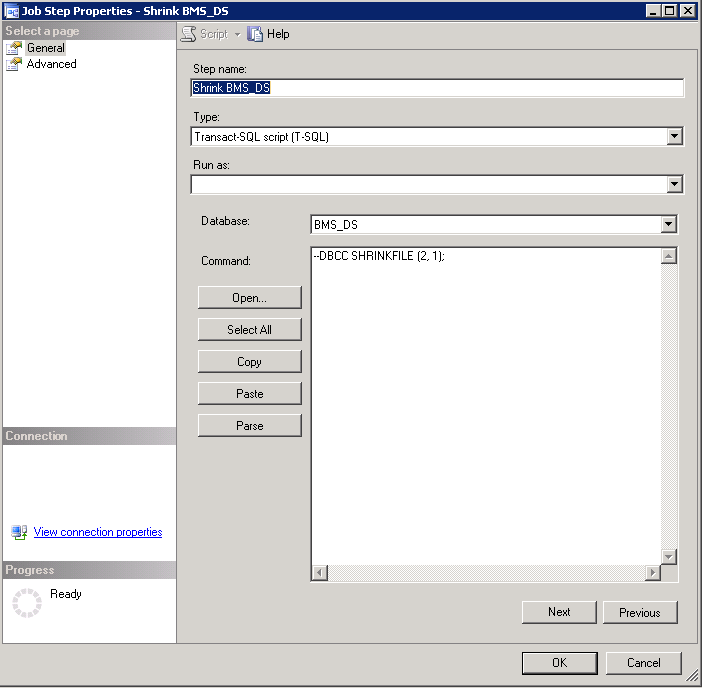 Job Step Properties - Shrink BMS_DS
Select a page
General
Advanced
Script
Help
Step name:
Shrink BMS_DS
Type:
Transact-SQL script (T-SQL)
Run as:
Database:
BMS_DS
Command:
--DBCC SHRINKFILE (2, 1);
Open...
Select All
Copy
Paste
Parse
Connection
View connection properties
Progress
Ready
Next
Previous
OK
Cancel